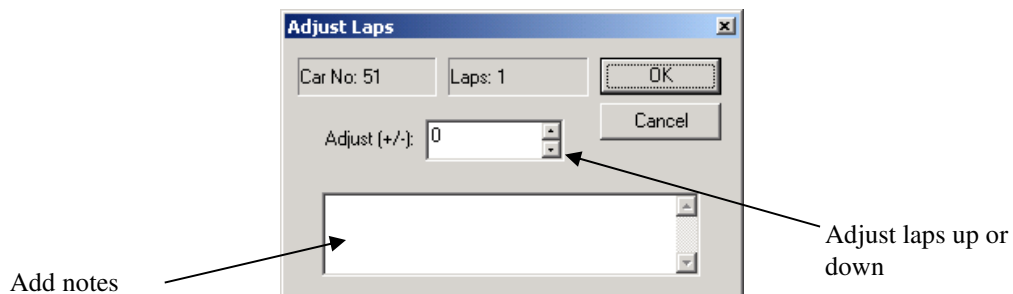 Adjust Laps
Car No: 51
Laps: 1
OK
Cancel
Adjust (+/-):
0
Adjust laps up or
down
Add notes